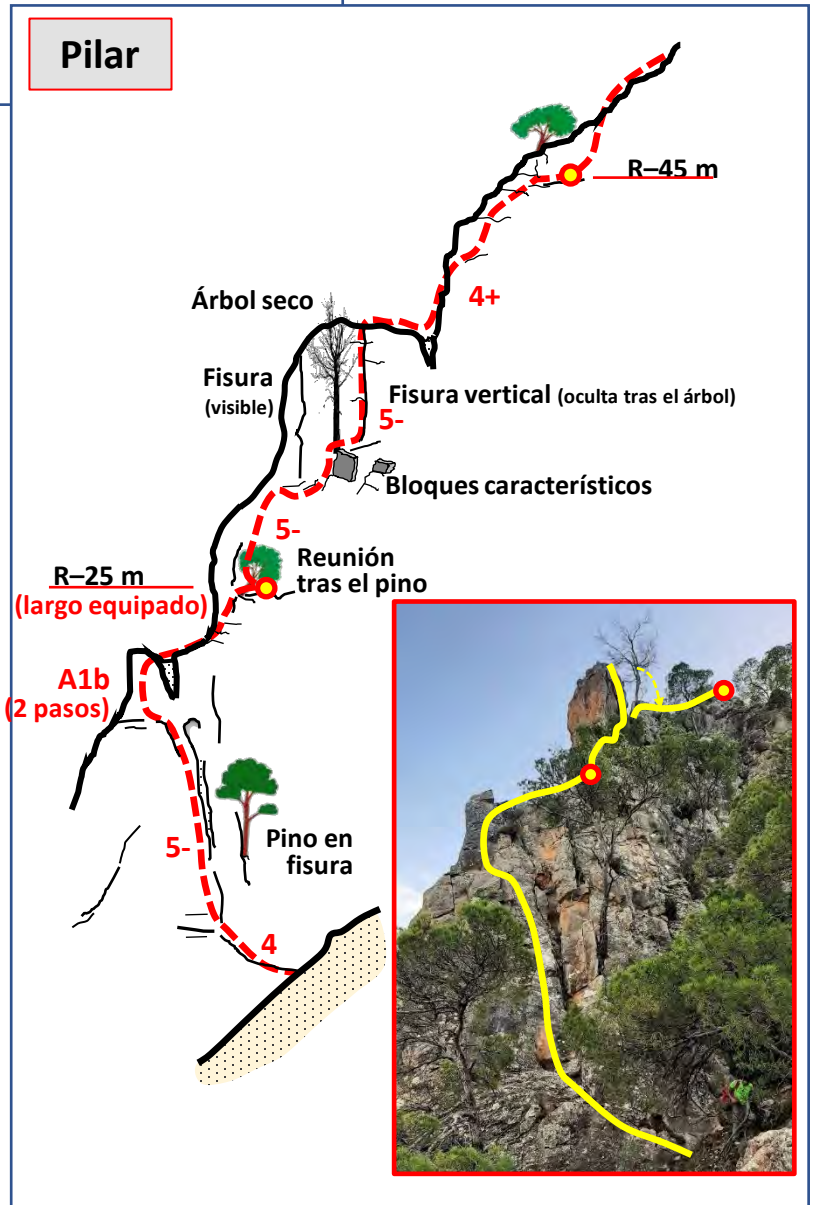 Pilar
R–45 m
4+
Árbol seco
Fisura
(visible)
Fisura vertical (oculta tras el árbol)
5-
Bloques característicos
5-
Reunión
tras el pino
R–25 m
(largo equipado)
A1b
(2 pasos)
Pino en
fisura
5-
4